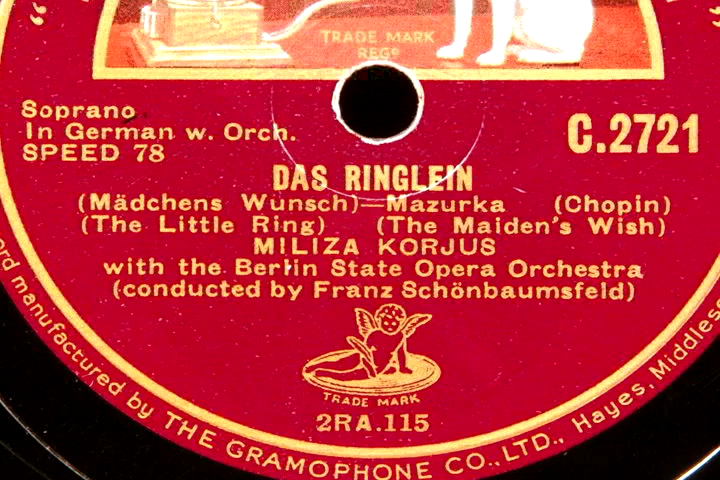 TRADE MARK
REGD
Soprano
In German w. Orch.
SPEED 78
C.2721
DAS RINGLEIN
(Mädchens Wunsch)—Mazurka (Chopin)
(The Little Ring) (The Maiden's Wish)
MILIZA KORJUS
with the Berlin State Opera Orchestra
(conducted by Franz Schönbaumsfeld)
TRADE MARK
2RA.115
manufactured by THE GRAMOPHONE CO., LTD., Hayes,